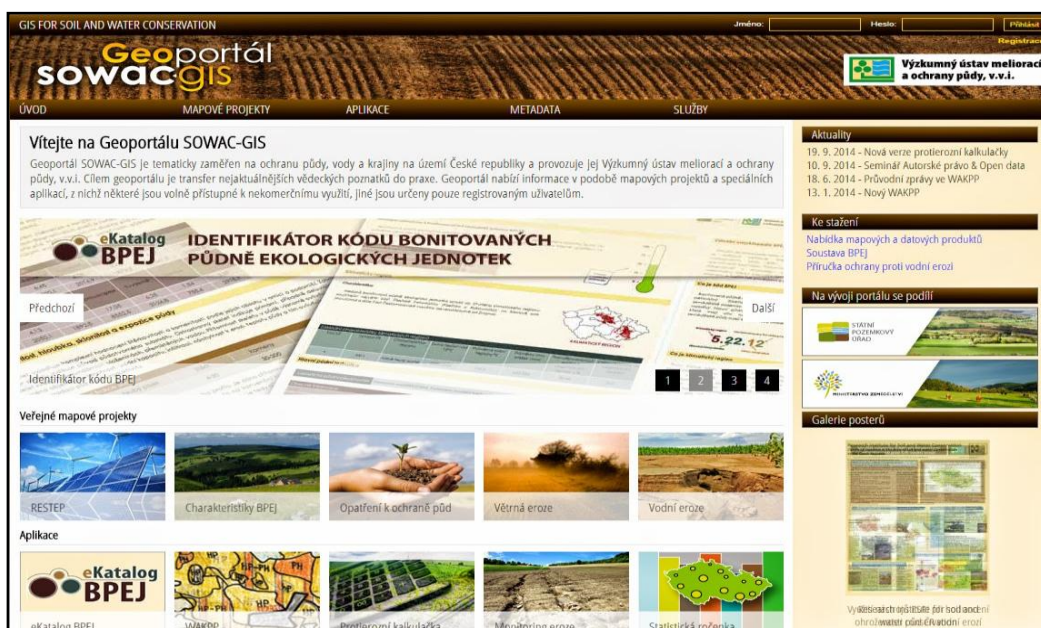 GIS FOR SOIL AND WATER CONSERVATION
Jméno:
Heslo:
Přihlásit
Registrace
Geoportál
sowac-gis
Výzkumný ústav meliorací
a ochrany půdy, v.v.i.
ÚVOD
MAPOVÉ PROJEKTY
APLIKACE
METADATA
SLUŽBY
Vítejte na Geoportálu SOWAC-GIS
Geoportál SOWAC-GIS je tematicky zaměřen na ochranu půdy, vody a krajiny na území České republiky a provozuje jej Výzkumný ústav meliorací a ochrany
půdy, v.v.i. Cílem geoportálu je transfer nejaktuálnějších vědeckých poznatků do praxe. Geoportál nabízí informace v podobě mapových projektů a speciálních
aplikací, z nichž některé jsou volně přístupné k nekomerčnímu využití, jiné jsou určeny pouze registrovaným uživatelům.
eKatalog
BPEJ
IDENTIFIKÁTOR KÓDU BONITOVANÝCH
PŮDNĚ EKOLOGICKÝCH JEDNOTEK
Předchozí
Další
5.22.12
Identifikátor kódu BPEJ
1
2
3
4
Veřejné mapové projekty
RESTEP
Charakteristiky BPEJ
Opatření k ochraně půd
Větrná eroze
Vodní eroze
Aplikace
eKatalog
BPEJ
eKatalog BPEJ
WAKPP
Protierozní kalkulačka
Monitoring eroze
Statistická ročenka
Aktuality
19. 9. 2014 - Nová verze protierozní kalkulačky
10. 9. 2014 - Seminář Autorské právo & Open data
18. 6. 2014 - Průvodní zprávy ve WAKPP
13. 1. 2014 - Nový WAKPP
Ke stažení
Nabídka mapových a datových produktů
Soustava BPEJ
Příručka ochrany proti vodní erozi
Na vývoji portálu se podílí
STÁTNÍ
POZEMKOVÝ
ÚŘAD
MINISTERSTVO ZEMĚDĚLSTVÍ
Galerie posterů